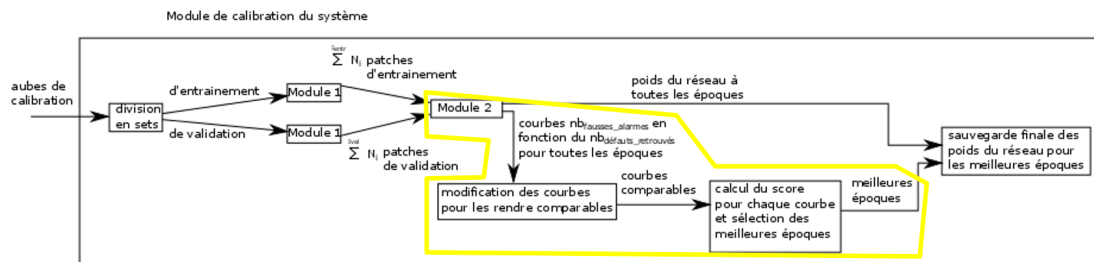 Module de calibration du système
aubes de
calibration
division
en sets
d'entrainement
de validation
Module 1
Module 1
∑ Nᵢ patches
d'entrainement
∑ Nᵢ patches
de validation
Module 2
poids du réseau à
toutes les époques
courbes nb_fausses_alarmes en
fonction du nb_défauts_retrouvés
pour toutes les époques
modification des courbes
pour les rendre comparables
courbes
comparables
calcul du score
pour chaque courbe
et sélection des
meilleures époques
meilleures
époques
sauvegarde finale des
poids du réseau pour
les meilleures époques